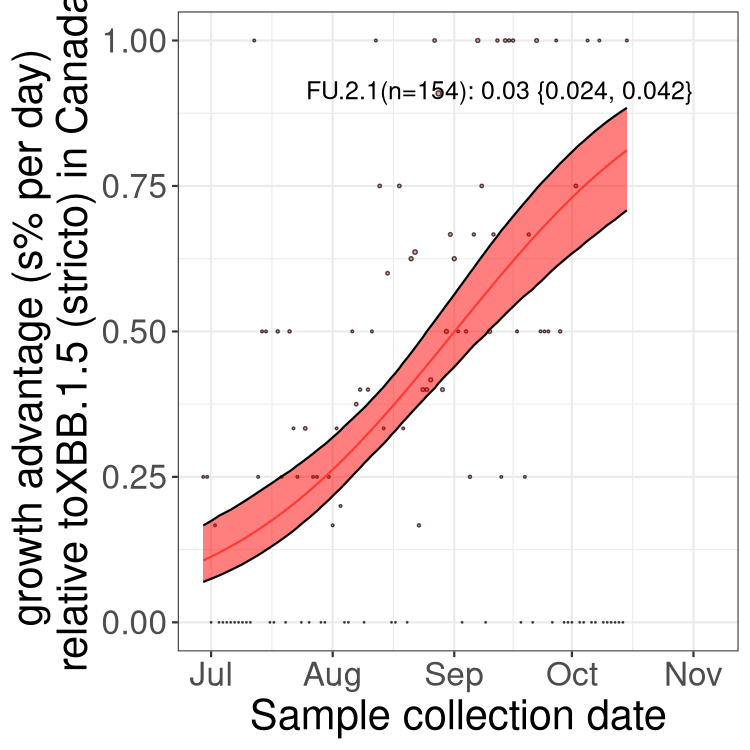 growth advantage (s% per day)
relative toXBB.1.5 (stricto) in Canada
1.00
0.75
0.50
0.25
0.00
FU.2.1(n=154): 0.03 {0.024, 0.042}
Jul Aug Sep Oct Nov
Sample collection date